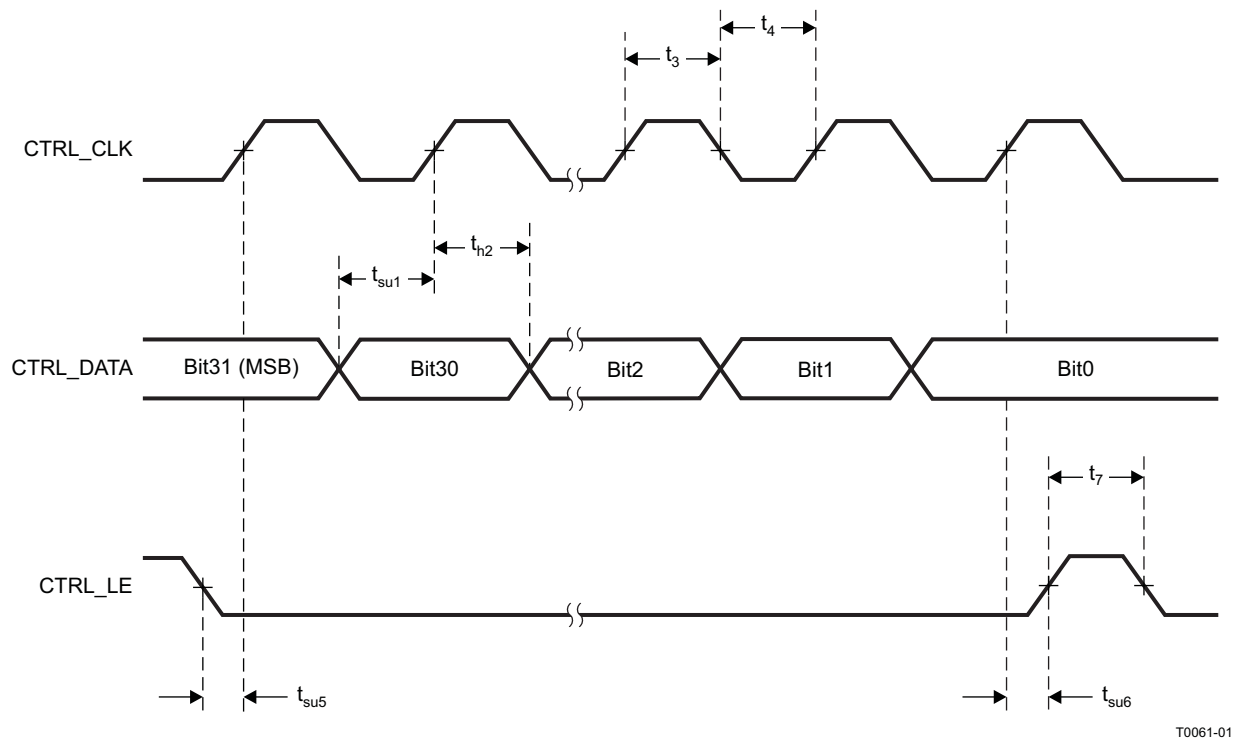 t4
t3
CTRL_CLK
th2
tsu1
CTRL_DATA
Bit31 (MSB)
Bit30
Bit2
Bit1
Bit0
t7
CTRL_LE
tsu5
tsu6
T0061-01